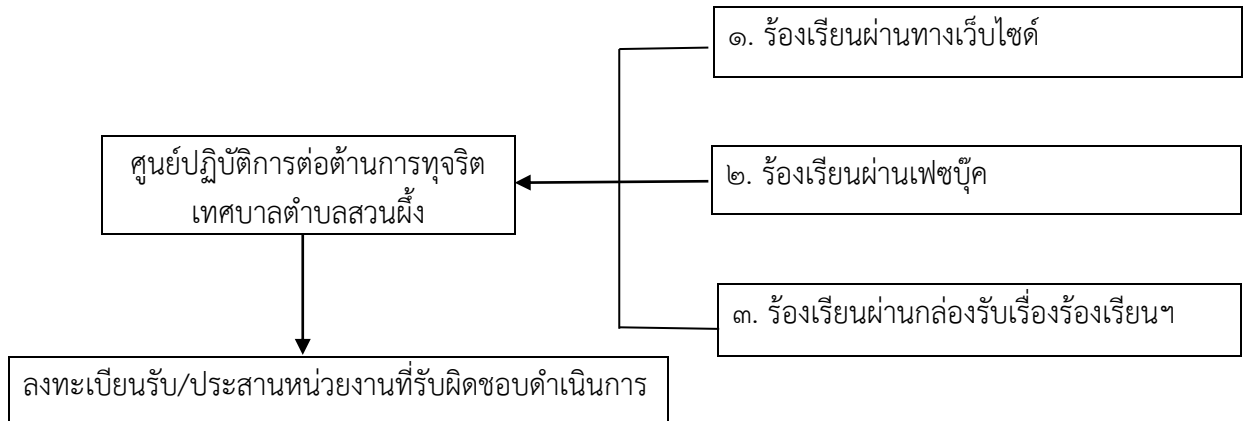 ๑. ร้องเรียนผ่านทางเว็บไซด์
ศูนย์ปฏิบัติการต่อต้านการทุจริต
เทศบาลตำบลสวนผึ้ง
๒. ร้องเรียนผ่านเฟซบุ๊ค
๓. ร้องเรียนผ่านกล่องรับเรื่องร้องเรียนฯ
ลงทะเบียนรับ/ประสานหน่วยงานที่รับผิดชอบดำเนินการ